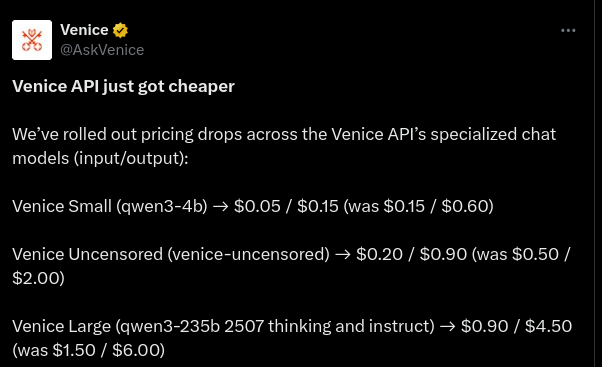 Venice
@AskVenice
Venice API just got cheaper
We’ve rolled out pricing drops across the Venice API’s specialized chat
models (input/output):
Venice Small (qwen3-4b) → $0.05 / $0.15 (was $0.15 / $0.60)
Venice Uncensored (venice-uncensored) → $0.20 / $0.90 (was $0.50 /
$2.00)
Venice Large (qwen3-235b 2507 thinking and instruct) → $0.90 / $4.50
(was $1.50 / $6.00)